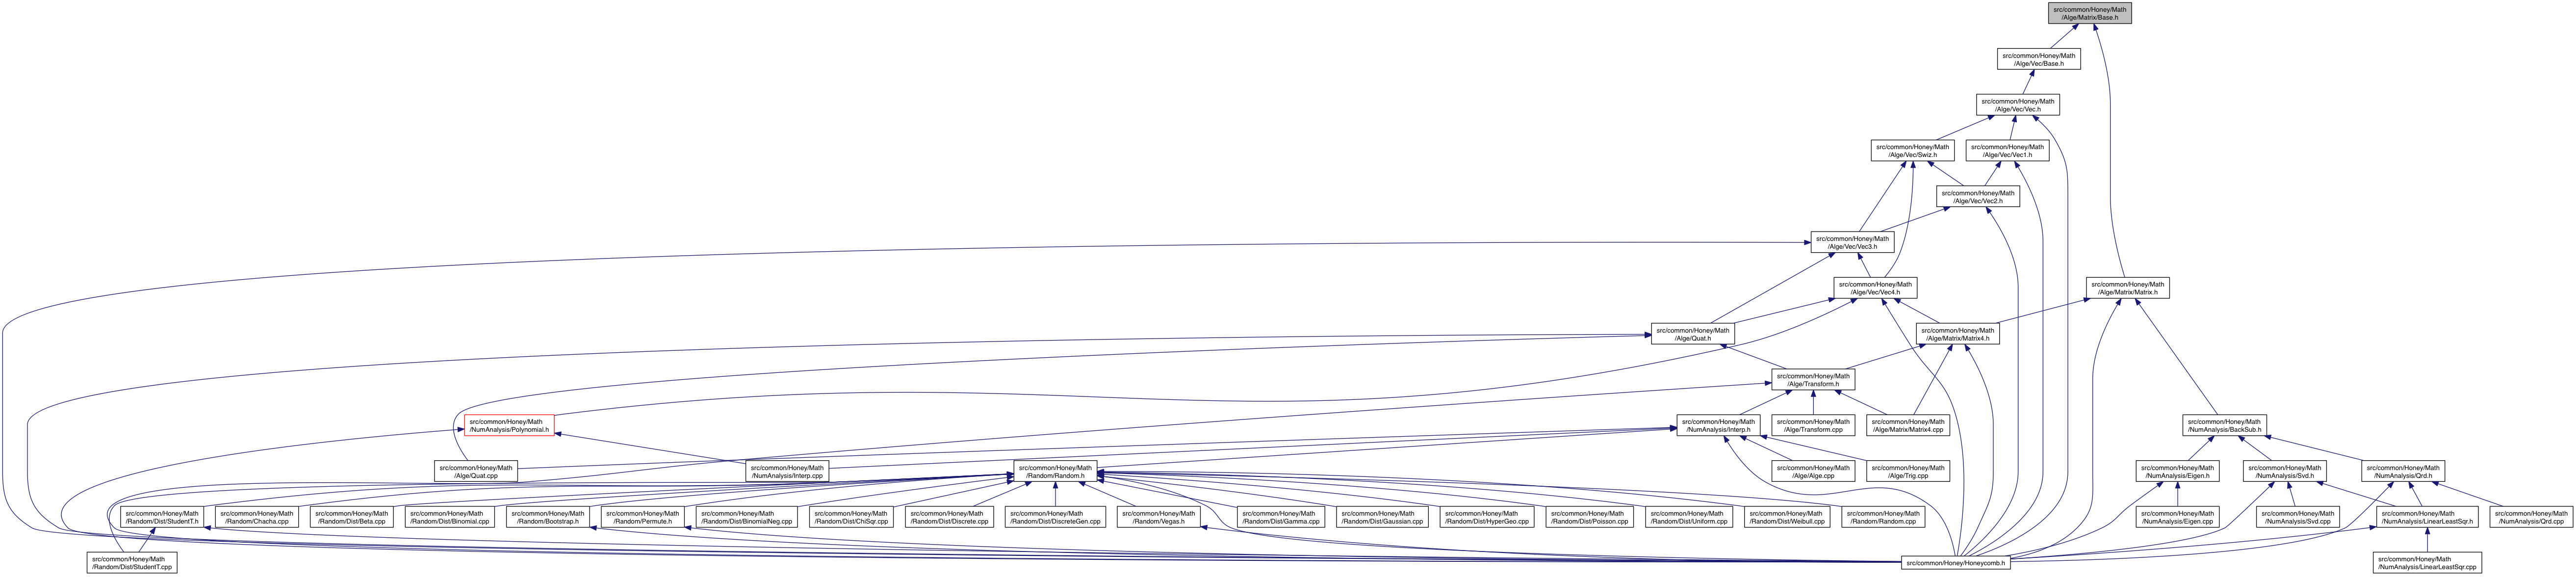 src/common/Honey/Math
/Alge/Matrix/Base.h
src/common/Honey/Math
/Alge/Vec/Base.h
src/common/Honey/Math
/Alge/Vec/Vec.h
src/common/Honey/Math
/Alge/Vec/Swiz.h
src/common/Honey/Math
/Alge/Vec/Vec1.h
src/common/Honey/Math
/Alge/Vec/Vec2.h
src/common/Honey/Math
/Alge/Vec/Vec3.h
src/common/Honey/Math
/Alge/Vec/Vec4.h
src/common/Honey/Math
/Alge/Matrix/Matrix.h
src/common/Honey/Math
/Alge/Quat.h
src/common/Honey/Math
/Alge/Matrix/Matrix4.h
src/common/Honey/Math
/Alge/Transform.h
src/common/Honey/Math
/NumAnalysis/Polynomial.h
src/common/Honey/Math
/NumAnalysis/Interp.h
src/common/Honey/Math
/Alge/Transform.cpp
src/common/Honey/Math
/Alge/Matrix/Matrix4.cpp
src/common/Honey/Math
/NumAnalysis/BackSub.h
src/common/Honey/Math
/Alge/Quat.cpp
src/common/Honey/Math
/NumAnalysis/Interp.cpp
src/common/Honey/Math
/Random/Random.h
src/common/Honey/Math
/Alge/Alge.cpp
src/common/Honey/Math
/Alge/Trig.cpp
src/common/Honey/Math
/NumAnalysis/Eigen.h
src/common/Honey/Math
/NumAnalysis/Svd.h
src/common/Honey/Math
/NumAnalysis/Qrd.h
src/common/Honey/Math
/Random/Dist/StudentT.h
src/common/Honey/Math
/Random/Chacha.cpp
src/common/Honey/Math
/Random/Dist/Beta.cpp
src/common/Honey/Math
/Random/Dist/Binomial.cpp
src/common/Honey/Math
/Random/Bootstrap.h
src/common/Honey/Math
/Random/Permute.h
src/common/Honey/Math
/Random/Dist/BinomialNeg.cpp
src/common/Honey/Math
/Random/Dist/ChiSqr.cpp
src/common/Honey/Math
/Random/Dist/Discrete.cpp
src/common/Honey/Math
/Random/Dist/DiscreteGen.cpp
src/common/Honey/Math
/Random/Vegas.h
src/common/Honey/Math
/Random/Dist/Gamma.cpp
src/common/Honey/Math
/Random/Dist/Gaussian.cpp
src/common/Honey/Math
/Random/Dist/HyperGeo.cpp
src/common/Honey/Math
/Random/Dist/Poisson.cpp
src/common/Honey/Math
/Random/Dist/Uniform.cpp
src/common/Honey/Math
/Random/Dist/Weibull.cpp
src/common/Honey/Math
/Random/Random.cpp
src/common/Honey/Math
/NumAnalysis/Eigen.cpp
src/common/Honey/Math
/NumAnalysis/Svd.cpp
src/common/Honey/Math
/NumAnalysis/LinearLeastSqr.h
src/common/Honey/Math
/NumAnalysis/Qrd.cpp
src/common/Honey/Math
/Random/Dist/StudentT.cpp
src/common/Honey/Honeycomb.h
src/common/Honey/Math
/NumAnalysis/LinearLeastSqr.cpp